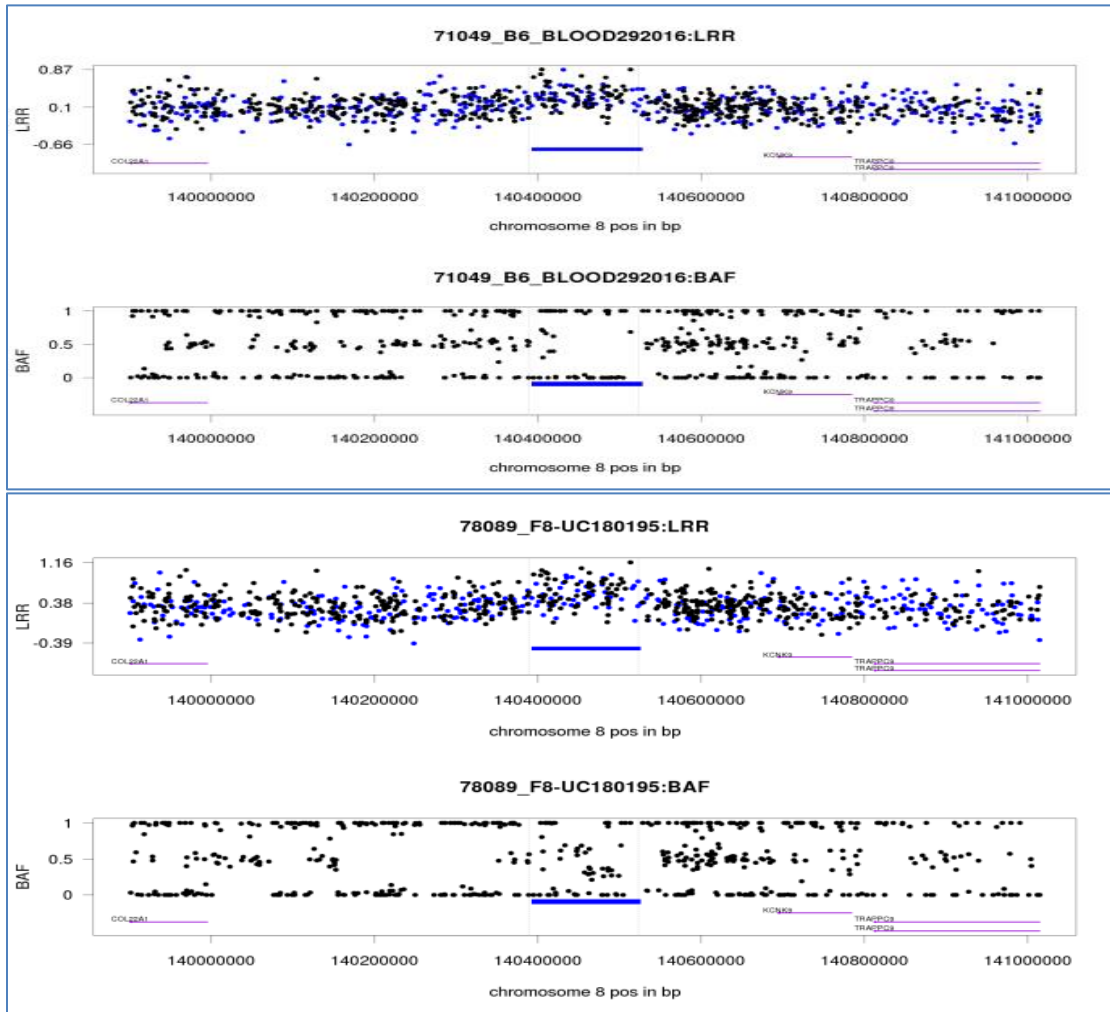 71049_B6_BLOOD292016:LRR
0.87
0.1
-0.66
LRR
COL22A1
KCNK9
TRAPPC9
TRAPPC9
140000000 140200000 140400000 140600000 140800000 141000000
chromosome 8 pos in bp
71049_B6_BLOOD292016:BAF
1
0.5
0
BAF
COL22A1
KCNK9
TRAPPC9
TRAPPC9
140000000 140200000 140400000 140600000 140800000 141000000
chromosome 8 pos in bp
78089_F8-UC180195:LRR
1.16
0.38
-0.39
LRR
COL22A1
KCNK9
TRAPPC9
TRAPPC9
140000000 140200000 140400000 140600000 140800000 141000000
chromosome 8 pos in bp
78089_F8-UC180195:BAF
1
0.5
0
BAF
COL22A1
KCNK9
TRAPPC9
TRAPPC9
140000000 140200000 140400000 140600000 140800000 141000000
chromosome 8 pos in bp